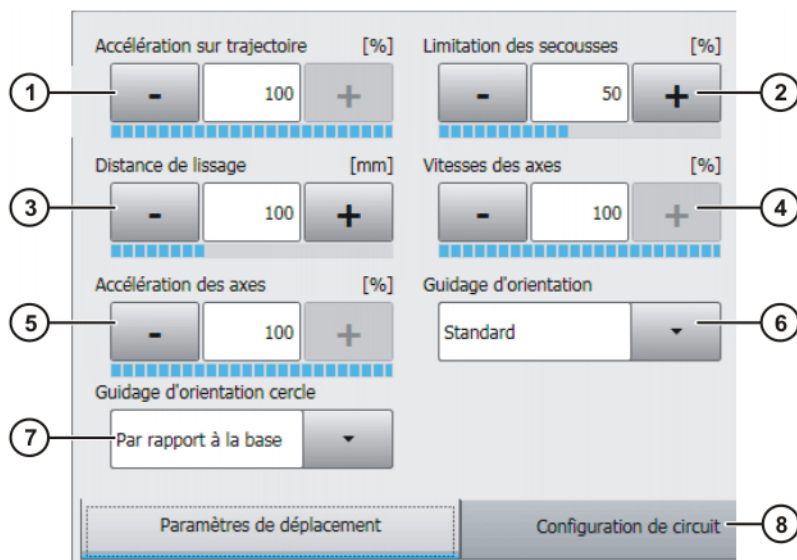 Accélération sur trajectoire [%] Limitation des secousses [%]
1 - 100 + - 50 + 2
Distance de lissage [mm] Vitesses des axes [%]
3 - 100 + - 100 + 4
Accélération des axes [%] Guidage d'orientation
5 - 100 + Standard 6
Guidage d'orientation cercle
7 Par rapport à la base
Paramètres de déplacement Configuration de circuit 8